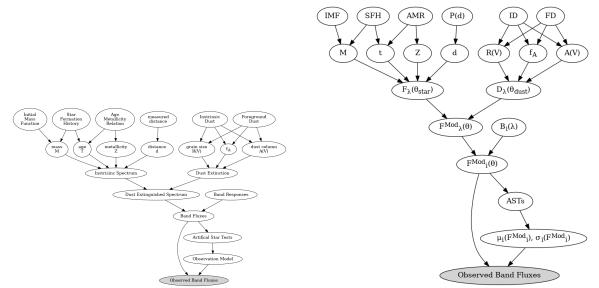 Initial
Mass
Function
Star
Formation
History
Age
Metallicity
Relation
measured
distance
Instrinsic
Dust
Foreground
Dust
mass
M
age
T
metallicity
Z
distance
d
grain size
R(V)
f_A
dust column
A(V)
Instrinc Spectrum
Dust Extinction
Dust Extinguished Spectrum
Band Responses
Band Fluxes
Artifical Star Tests
Observation Model
Observed Band Fluxes
IMF
SFH
AMR
P(d)
ID
FD
M
t
Z
d
R(V)
f_A
A(V)
F_λ(θ_star)
D_λ(θ_dust)
F^Mod_λ(θ)
B_i(λ)
F^Mod_i(θ)
ASTs
μ_i(F^Mod_i), σ_i(F^Mod_i)
Observed Band Fluxes